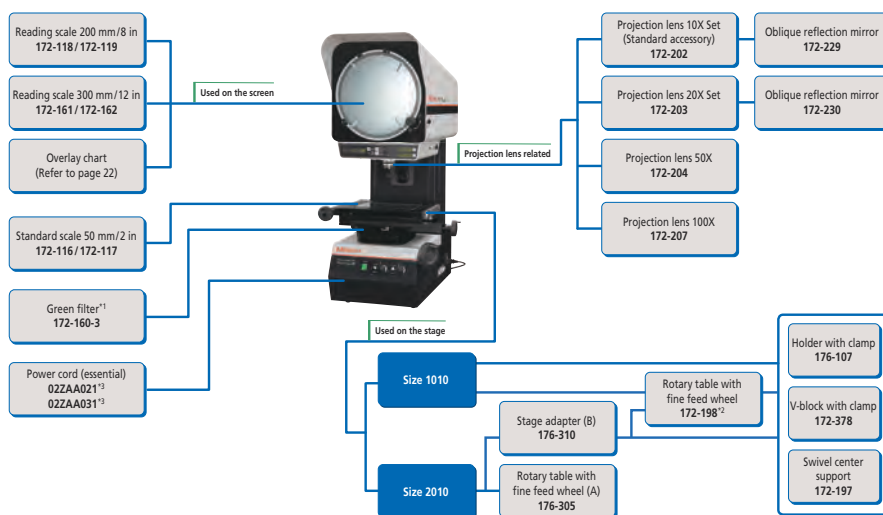 Reading scale 200 mm/8 in
172-118/172-119
Reading scale 300 mm/12 in
172-161/172-162
Overlay chart
(Refer to page 22)
Used on the screen
Standard scale 50 mm/2 in
172-116/172-117
Green filter*1
172-160-3
Power cord (essential)
02ZAA021*3
02ZAA031*3
Projection lens related
Projection lens 10X Set
(Standard accessory)
172-202
Oblique reflection mirror
172-229
Projection lens 20X Set
172-203
Oblique reflection mirror
172-230
Projection lens 50X
172-204
Projection lens 100X
172-207
Used on the stage
Size 1010
Size 2010
Stage adapter (B)
176-310
Rotary table with
fine feed wheel (A)
176-305
Rotary table with
fine feed wheel
172-198*2
Holder with clamp
176-107
V-block with clamp
172-378
Swivel center
support
172-197